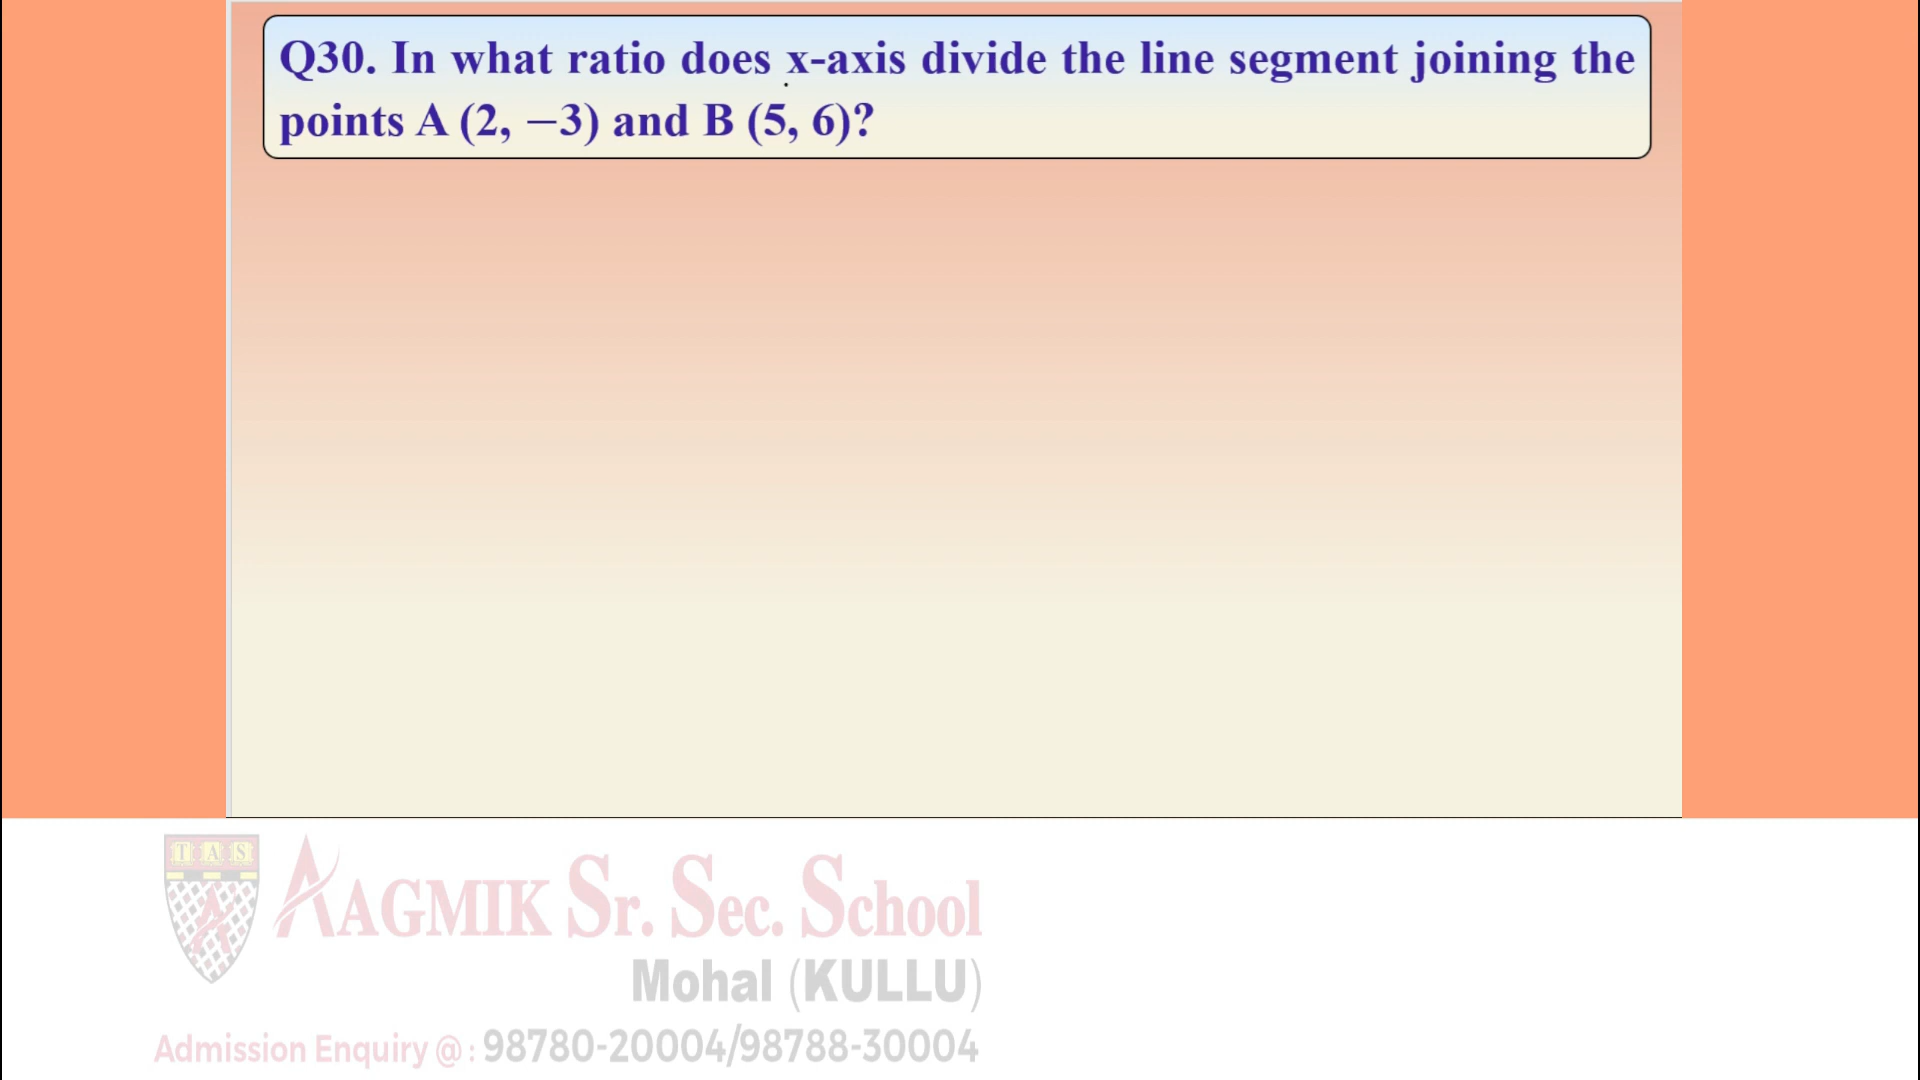 Q30. In what ratio does x-axis divide the line segment joining the
points A (2, −3) and B (5, 6)?
T A S
AAGMIK Sr. Sec. School
Mohal (KULLU)
Admission Enquiry @ : 98780-20004/98788-30004